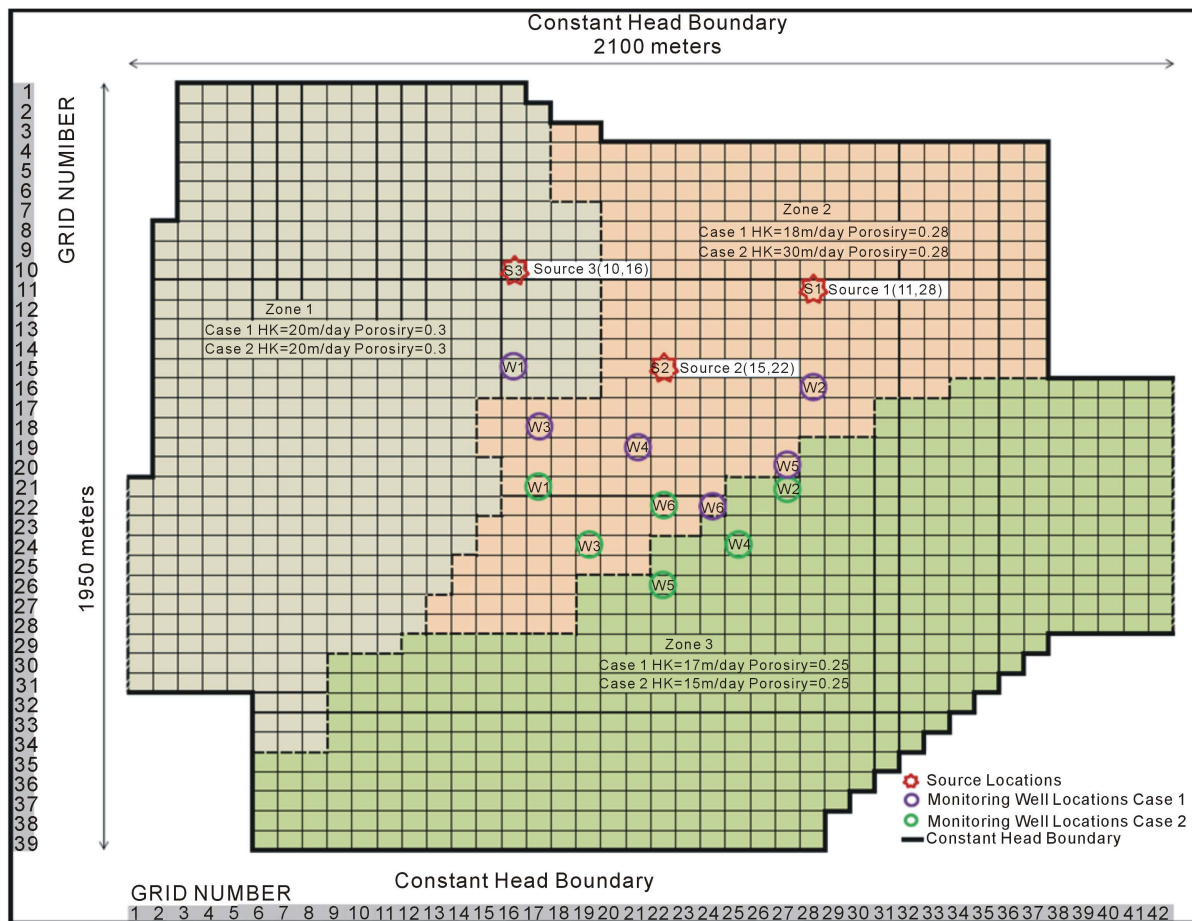 Constant Head Boundary
2100 meters
GRID NUMIBER
1
2
3
4
5
6
7
8
9
10
11
12
13
14
15
16
17
18
19
20
21
22
23
24
25
26
27
28
29
30
31
32
33
34
35
36
37
38
39
1950 meters
Zone 2
Case 1 HK=18m/day Porosiry=0.28
Case 2 HK=30m/day Porosiry=0.28
S3 Source 3(10,16)
S1 Source 1(11,28)
Zone 1
Case 1 HK=20m/day Porosiry=0.3
Case 2 HK=20m/day Porosiry=0.3
W1
S2 Source 2(15,22)
W2
W3
W4
W5
W1
W2
W6
W6
W3
W4
W5
Zone 3
Case 1 HK=17m/day Porosiry=0.25
Case 2 HK=15m/day Porosiry=0.25
Source Locations
Monitoring Well Locations Case 1
Monitoring Well Locations Case 2
Constant Head Boundary
Constant Head Boundary
GRID NUMBER
1 2 3 4 5 6 7 8 9 10 11 12 13 14 15 16 17 18 19 20 21 22 23 24 25 26 27 28 29 30 31 32 33 34 35 36 37 38 39 40 41 42